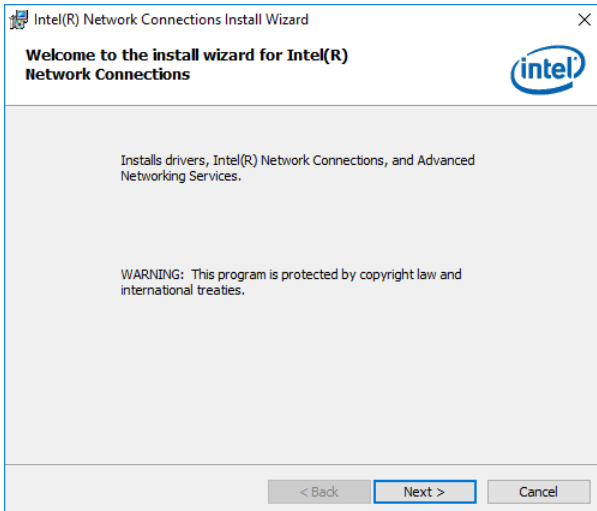 Intel(R) Network Connections Install Wizard
Welcome to the install wizard for Intel(R)
Network Connections
intel
Installs drivers, Intel(R) Network Connections, and Advanced
Networking Services.
WARNING:  This program is protected by copyright law and
international treaties.
< Back
Next >
Cancel